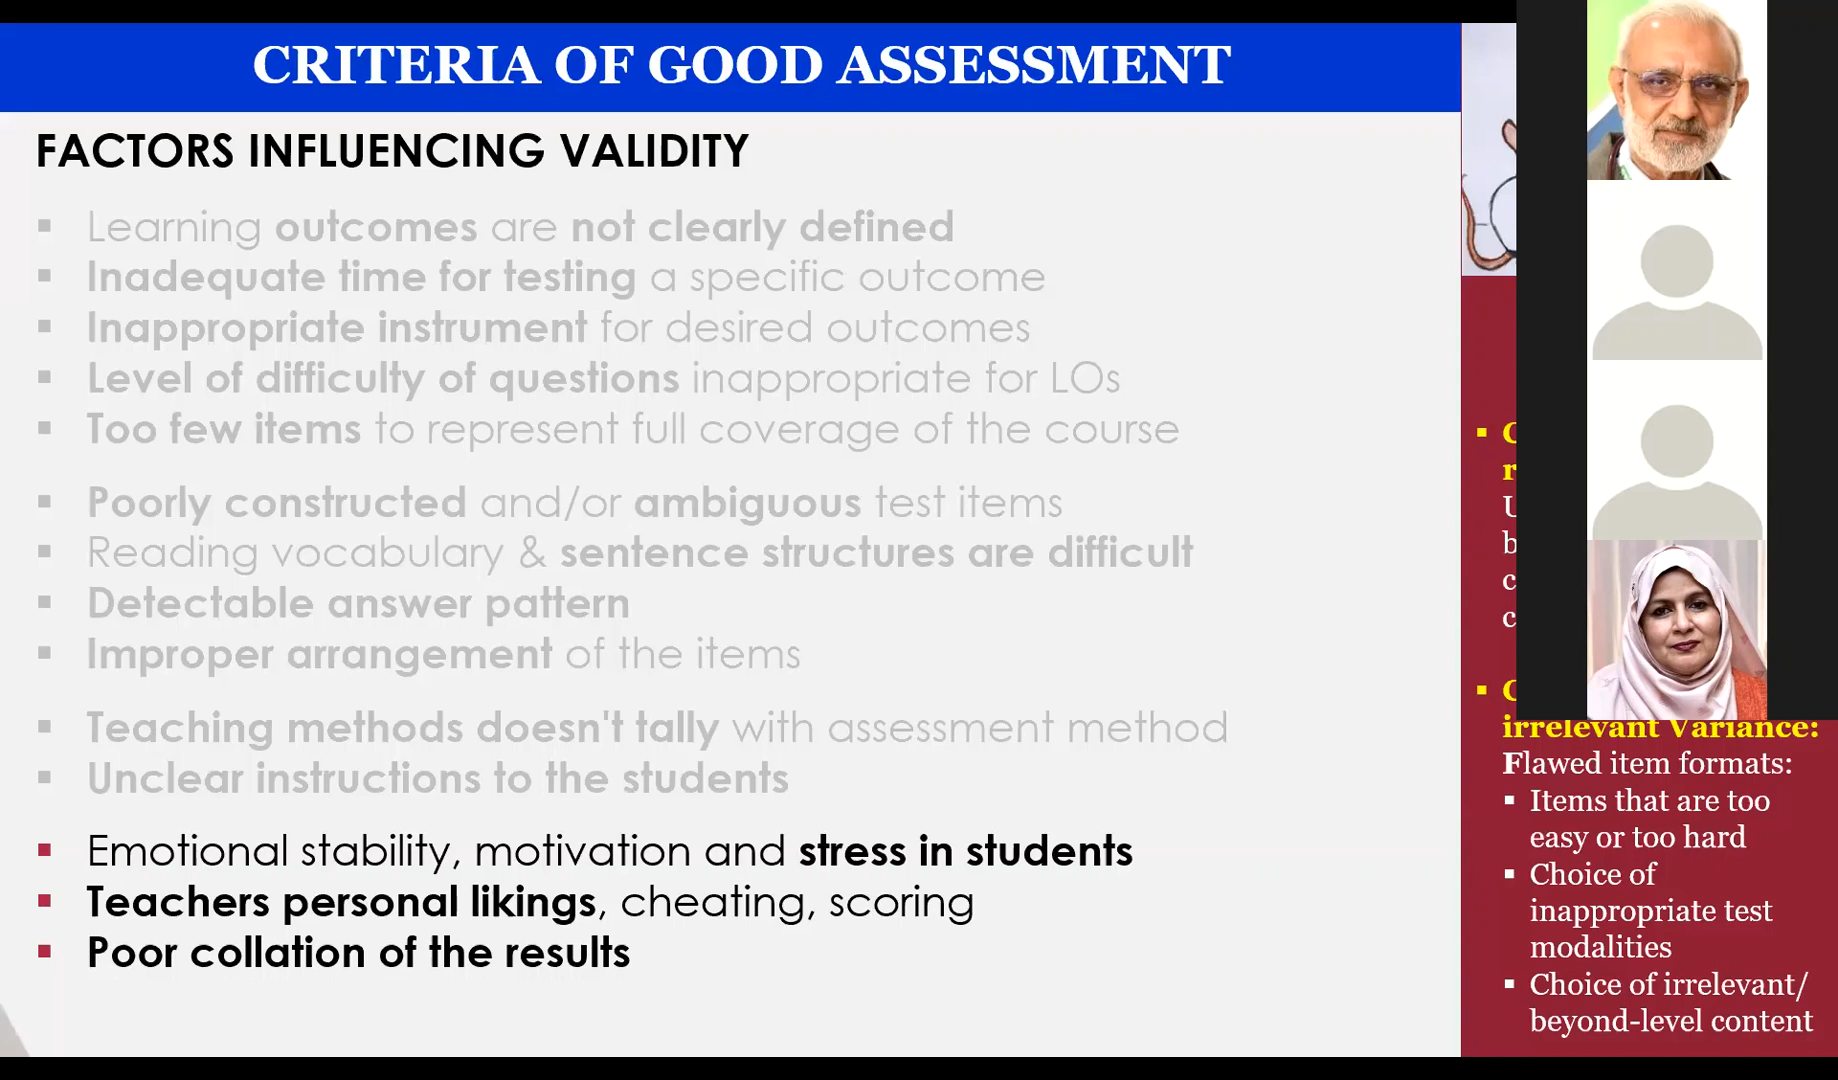 CRITERIA OF GOOD ASSESSMENT
FACTORS INFLUENCING VALIDITY
▪ Learning outcomes are not clearly defined
▪ Inadequate time for testing a specific outcome
▪ Inappropriate instrument for desired outcomes
▪ Level of difficulty of questions inappropriate for LOs
▪ Too few items to represent full coverage of the course
▪ Poorly constructed and/or ambiguous test items
▪ Reading vocabulary & sentence structures are difficult
▪ Detectable answer pattern
▪ Improper arrangement of the items
▪ Teaching methods doesn't tally with assessment method
▪ Unclear instructions to the students
▪ Emotional stability, motivation and stress in students
▪ Teachers personal likings, cheating, scoring
▪ Poor collation of the results
irrelevant Variance:
Flawed item formats:
▪ Items that are too
easy or too hard
▪ Choice of
inappropriate test
modalities
▪ Choice of irrelevant/
beyond-level content